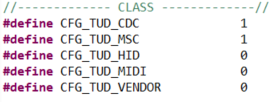 //------------- CLASS -------------//
#define CFG_TUD_CDC 1
#define CFG_TUD_MSC 1
#define CFG_TUD_HID 0
#define CFG_TUD_MIDI 0
#define CFG_TUD_VENDOR 0